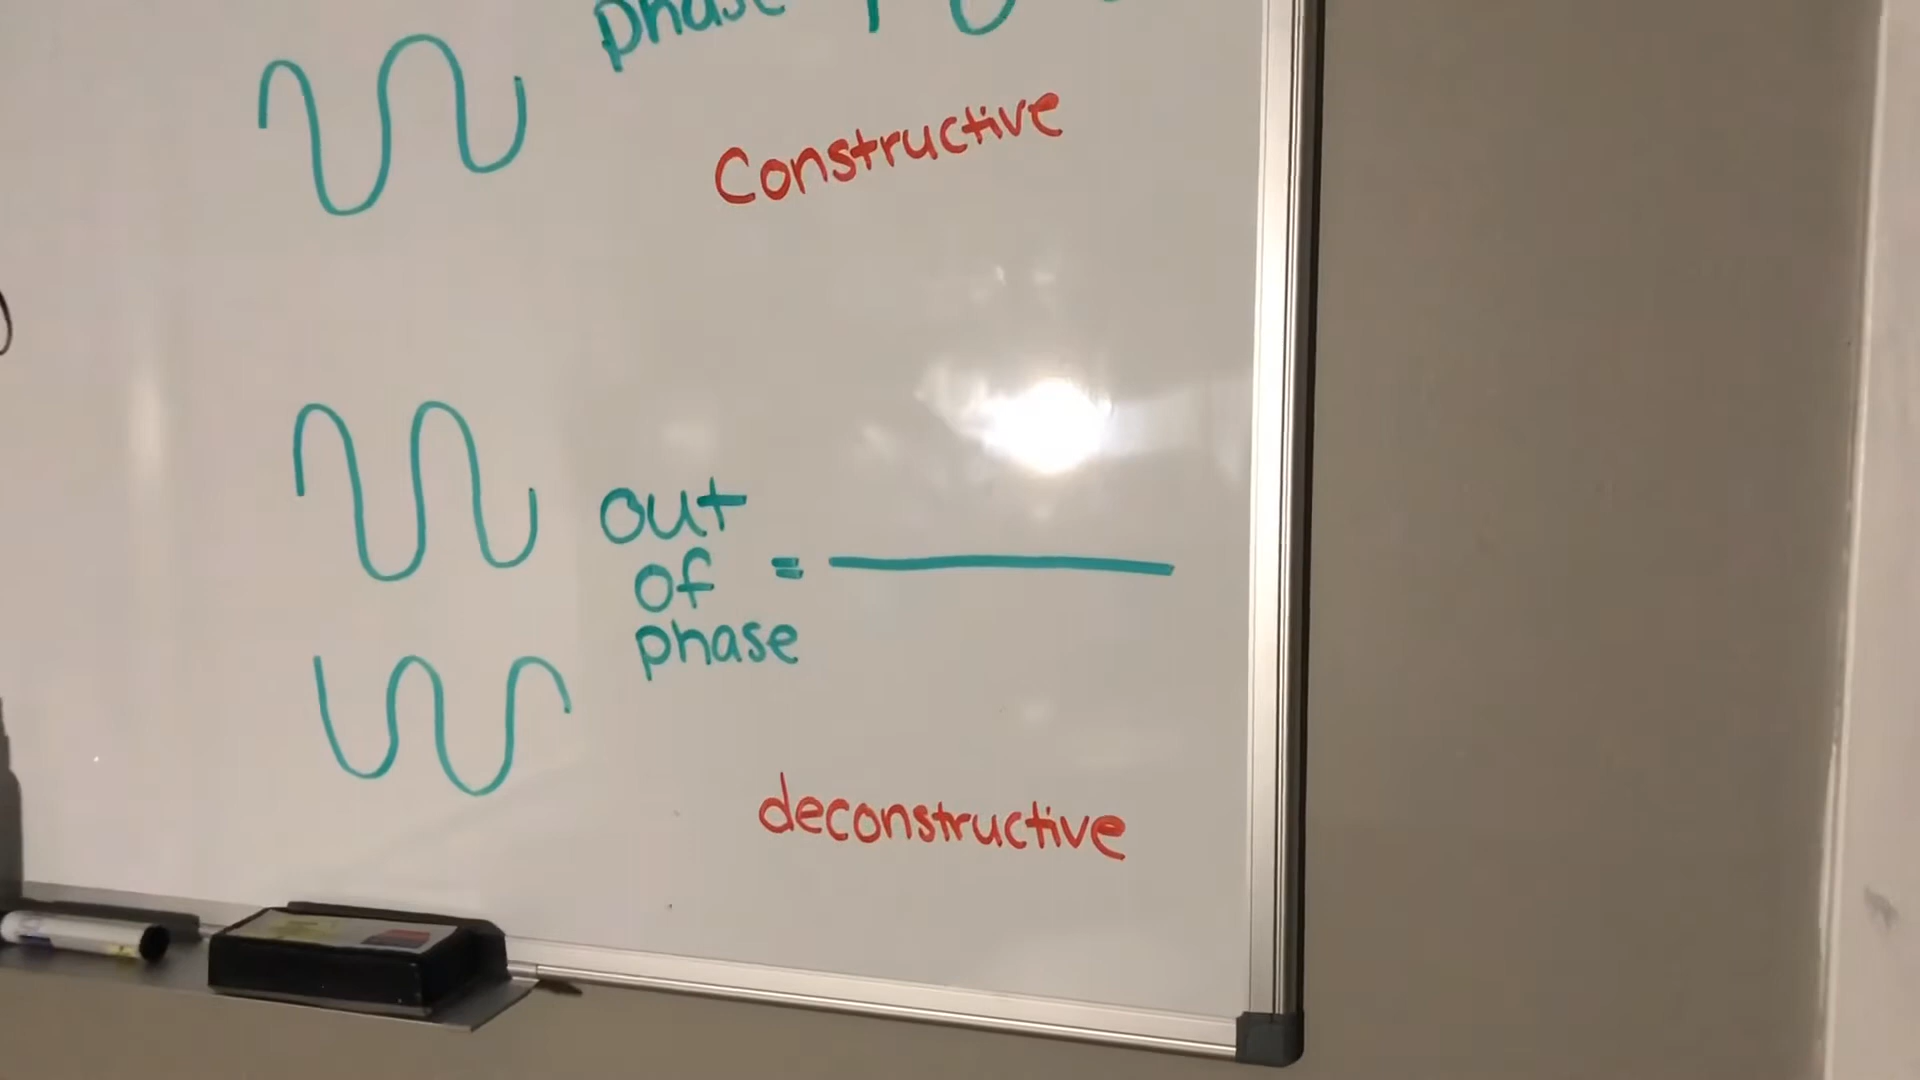 phase
Constructive
out
of =
phase
deconstructive